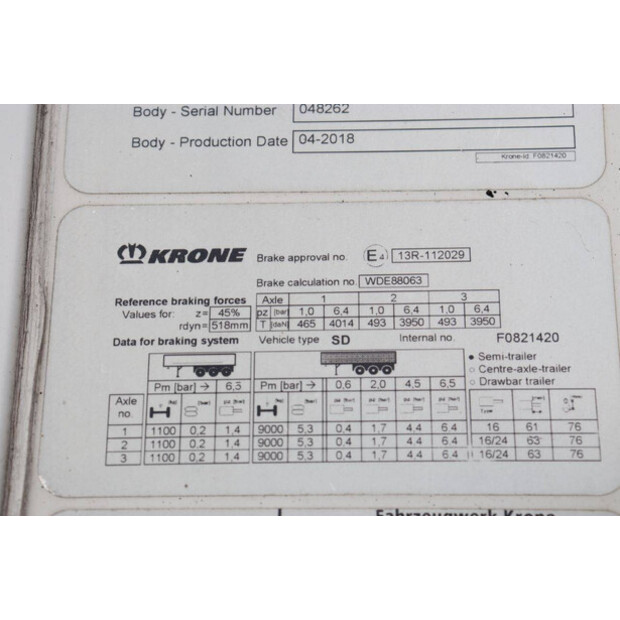 Body - Serial Number 048262
Body - Production Date 04-2018
Krone-Id: F0821420
KRONE Brake approval no. E4 13R-112029
Brake calculation no. WDE88063
Reference braking forces Axle 1 2 3
Values for: z= 45% pz [bar] 1,0 6,4 1,0 6,4 1,0 6,4
rdyn= 518mm T [daN] 465 4014 493 3950 493 3950
Data for braking system Vehicle type SD Internal no. F0821420
• Semi-trailer
○ Centre-axle-trailer
○ Drawbar trailer
Pm [bar] → 6,5 Pm [bar] → 0,6 2,0 4,5 6,5
Axle no.
1 1100 0,2 1,4 9000 5,3 0,4 1,7 4,4 6,4 16 61 76
2 1100 0,2 1,4 9000 5,3 0,4 1,7 4,4 6,4 16/24 63 76
3 1100 0,2 1,4 9000 5,3 0,4 1,7 4,4 6,4 16/24 63 76
Fahrzeugwerk Krone